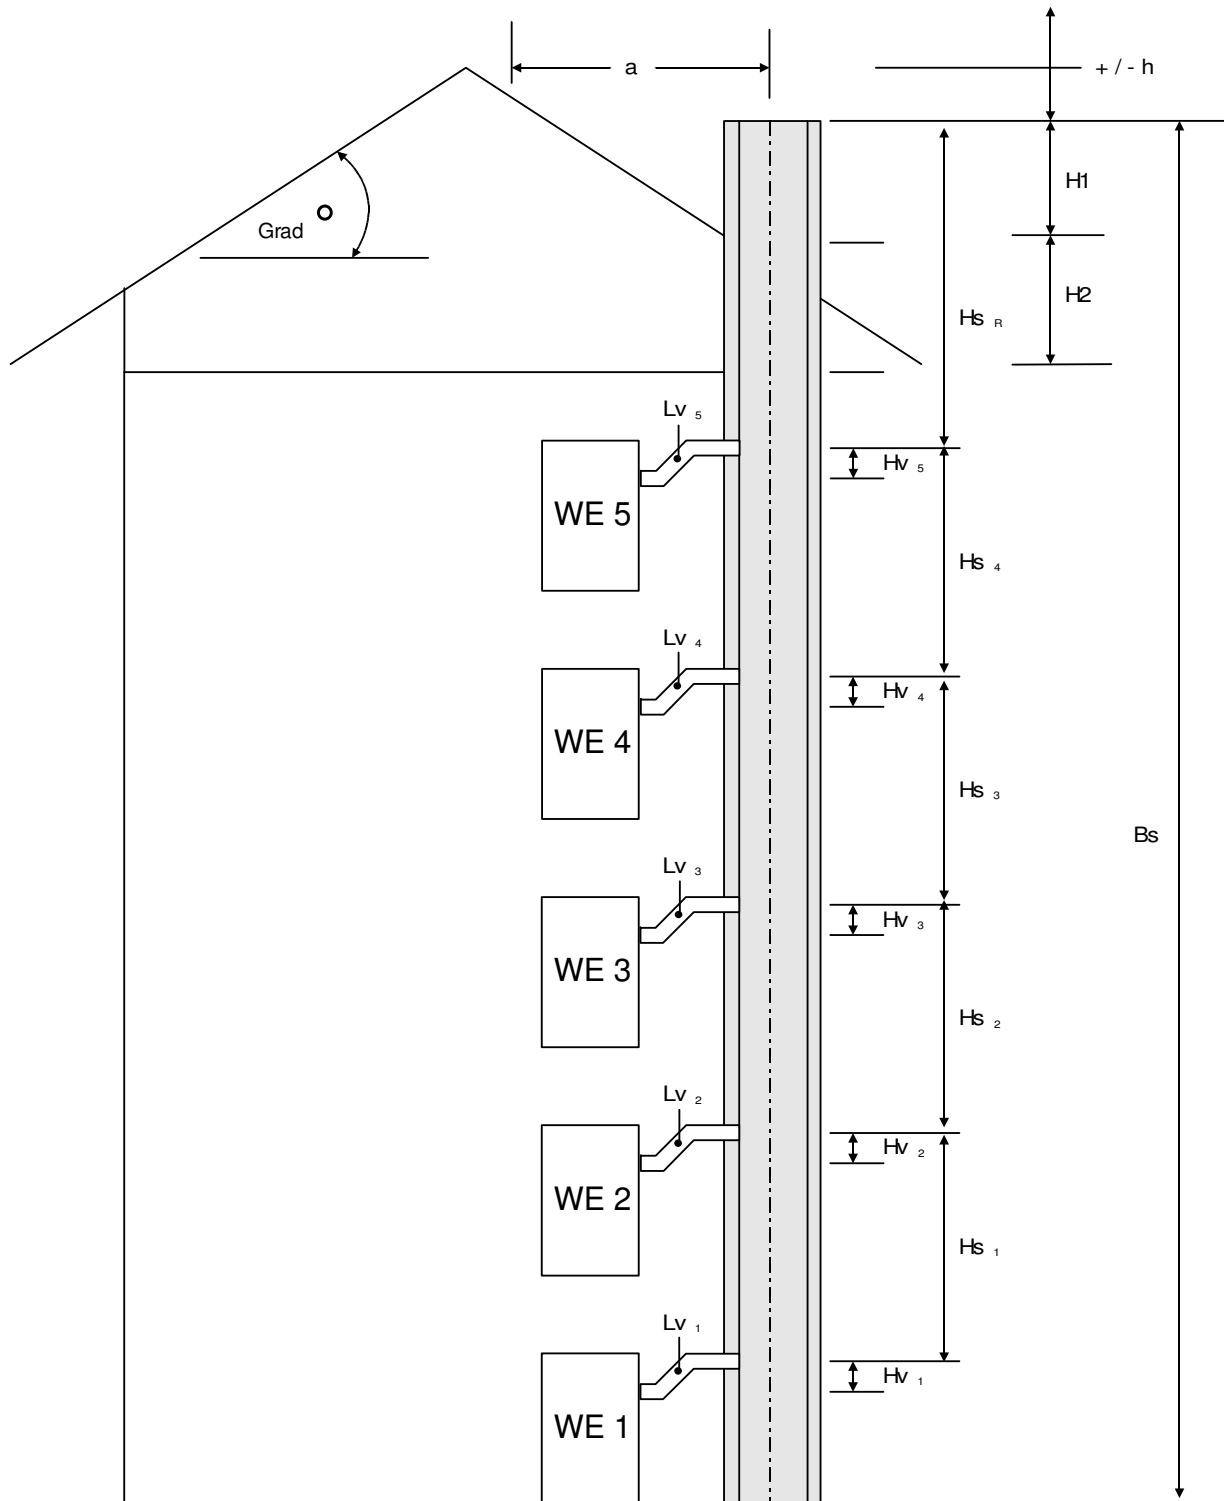 a
+ / - h
H1
Grad
H2
Hs R
Lv 5
Hv 5
WE 5
Hs 4
Lv 4
Hv 4
WE 4
Hs 3
Bs
Lv 3
Hv 3
WE 3
Hs 2
Lv 2
Hv 2
WE 2
Hs 1
Lv 1
Hv 1
WE 1